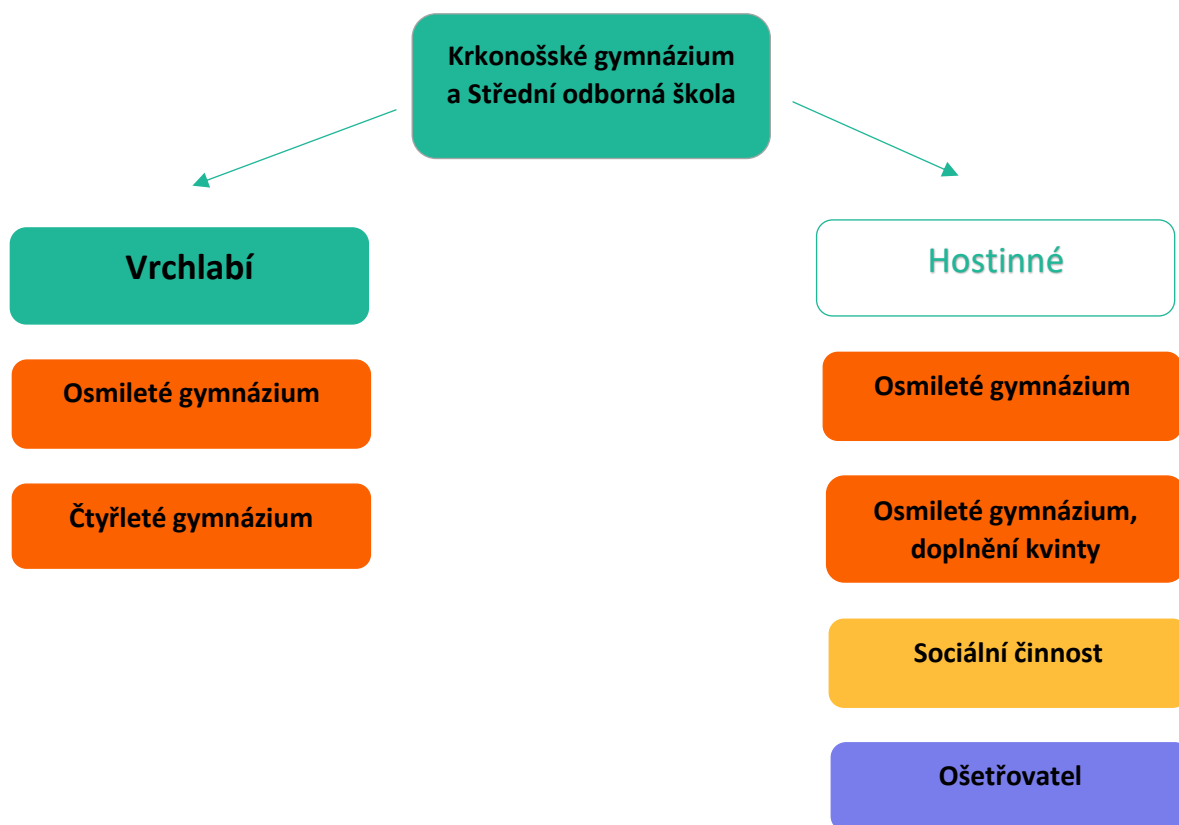 Krkonošské gymnázium
a Střední odborná škola
Vrchlabí
Osmileté gymnázium
Čtyřleté gymnázium
Hostinné
Osmileté gymnázium
Osmileté gymnázium,
doplnění kvinty
Sociální činnost
Ošetřovatel